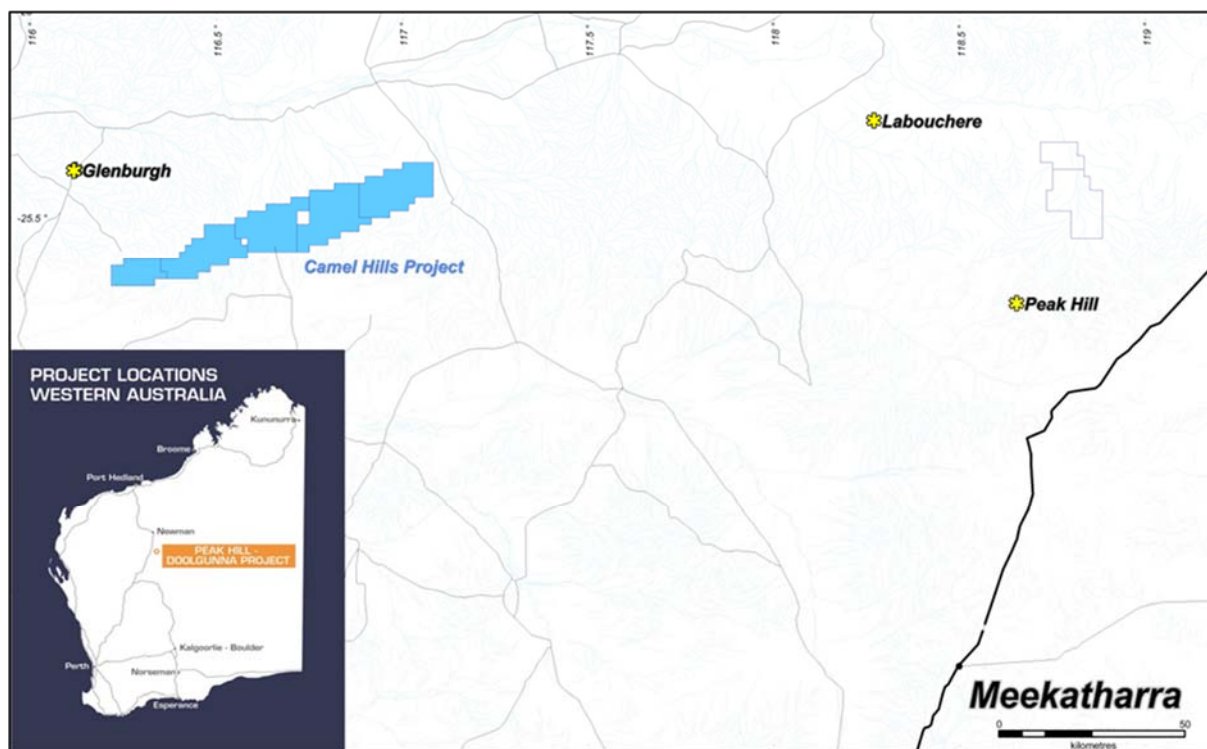 116 °
116.5 °
117 °
117.5 °
118 °
118.5 °
119 °
Labouchere
Glenburgh
-25.5 °
Camel Hills Project
Peak Hill
PROJECT LOCATIONS
WESTERN AUSTRALIA
Kununurra
Broome
Port Hedland
Newman
PEAK HILL -
DOOLGUNNA PROJECT
Kalgoorlie - Boulder
Perth
Norseman
Esperance
Meekatharra
0 50
kilometres